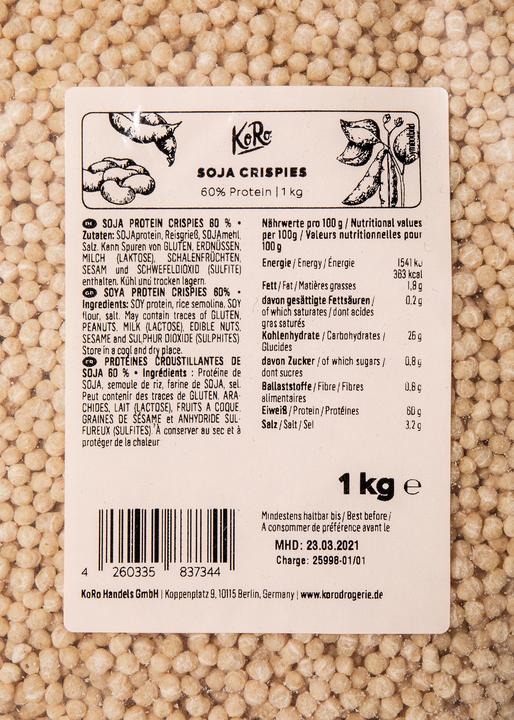 KoRo
SOJA CRISPIES
60% Protein | 1 kg
SOJA PROTEIN CRISPIES 60 % •
Zutaten: SOJAprotein, Reisgrieß, SOJAmehl,
Salz. Kann Spuren von GLUTEN, ERDNÜSSEN,
MILCH (LAKTOSE), SCHALENFRÜCHTEN,
SESAM und SCHWEFELDIOXID (SULFITE)
enthalten. Kühl und trocken lagern.
SOYA PROTEIN CRISPIES 60% •
Ingredients: SOY protein, rice semolina, SOY
flour, salt. May contain traces of GLUTEN,
PEANUTS. MILK (LACTOSE), EDIBLE NUTS,
SESAME and SULPHUR DIOXIDE (SULPHITES)
Store in a cool and dry place.
PROTÉINES CROUSTILLANTES DE
SOJA 60 % • Ingrédients : Protéine de
SOJA, semoule de riz, farine de SOJA, sel.
Peut contenir des traces de GLUTEN, ARA-
CHIDES, LAIT (LACTOSE), FRUITS A COQUE,
GRAINES DE SÉSAME et ANHYDRIDE SUL-
FUREUX (SULFITES). À conserver au sec et à
protéger de la chaleur
Nährwerte pro 100 g / Nutritional values
per 100g / Valeurs nutritionnelles pour
100 g
Energie / Energy / Énergie 1541 kJ
363 kcal
Fett / Fat / Matières grasses 1,8 g
davon gesättigte Fettsäuren / 0,2 g
of which saturates / dont acides
gras saturés
Kohlenhydrate / Carbohydrates / 26 g
Glucides
davon Zucker / of which sugars / 0,8 g
dont sucres
Ballaststoffe / Fibre / Fibres 0,8 g
alimentaires
Eiweiß / Protein / Protéines 60 g
Salz / Salt / Sel 3,2 g
1 kg e
Mindestens haltbar bis / Best before /
A consommer de préférence avant le
MHD: 23.03.2021
Charge: 25998-01/01
4 260335 837344
KoRo Handels GmbH | Koppenplatz 9, 10115 Berlin, Germany | www.korodrogerie.de